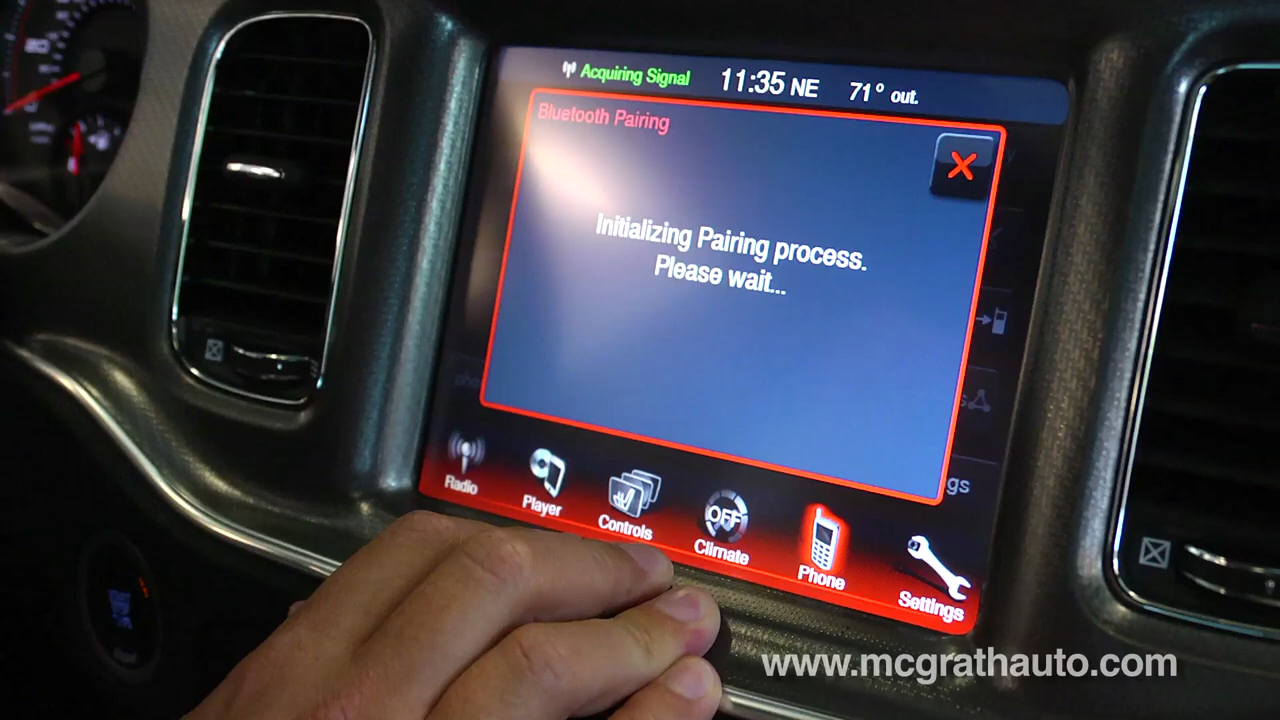 Acquiring Signal
11:35 NE
71° out.
Bluetooth Pairing
Initializing Pairing process.
Please wait...
gs
Radio
Player
Controls
OFF
Climate
Phone
Settings
www.mcgrathauto.com